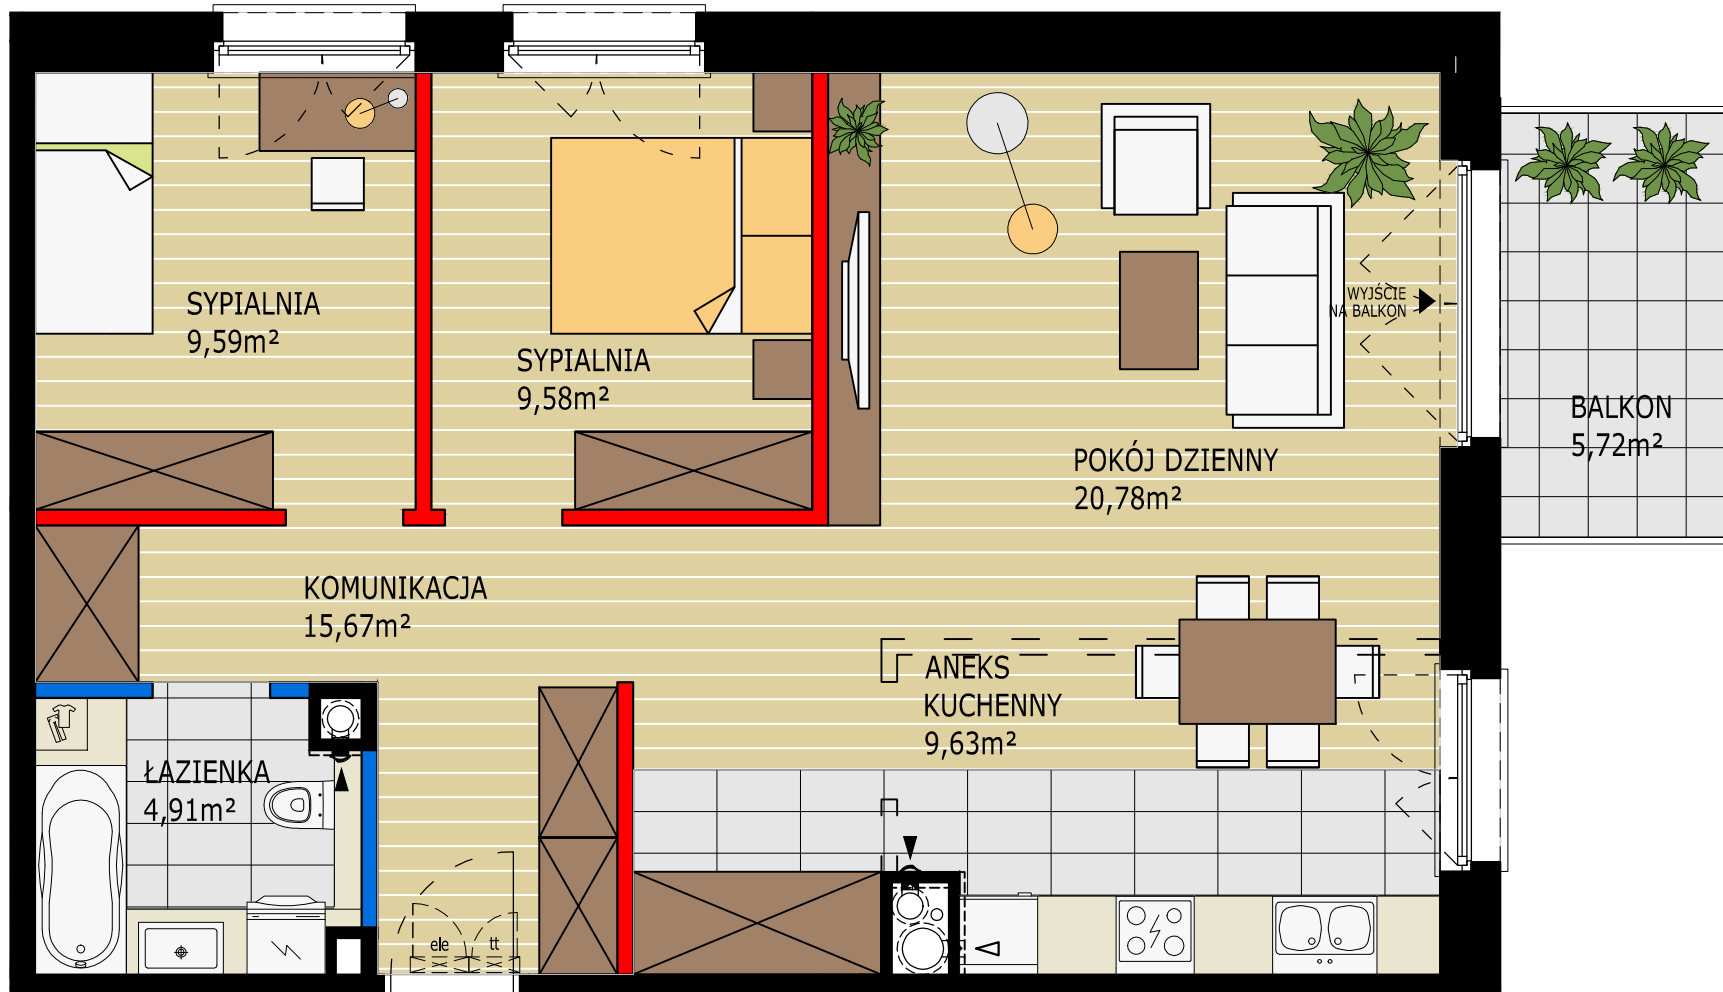 SYPIALNIA
9,59m²
SYPIALNIA
9,58m²
WYJŚCIE
NA BALKON
BALKON
5,72m²
POKÓJ DZIENNY
20,78m²
KOMUNIKACJA
15,67m²
ANEKS
KUCHENNY
9,63m²
ŁAZIENKA
4,91m²
ele
tt